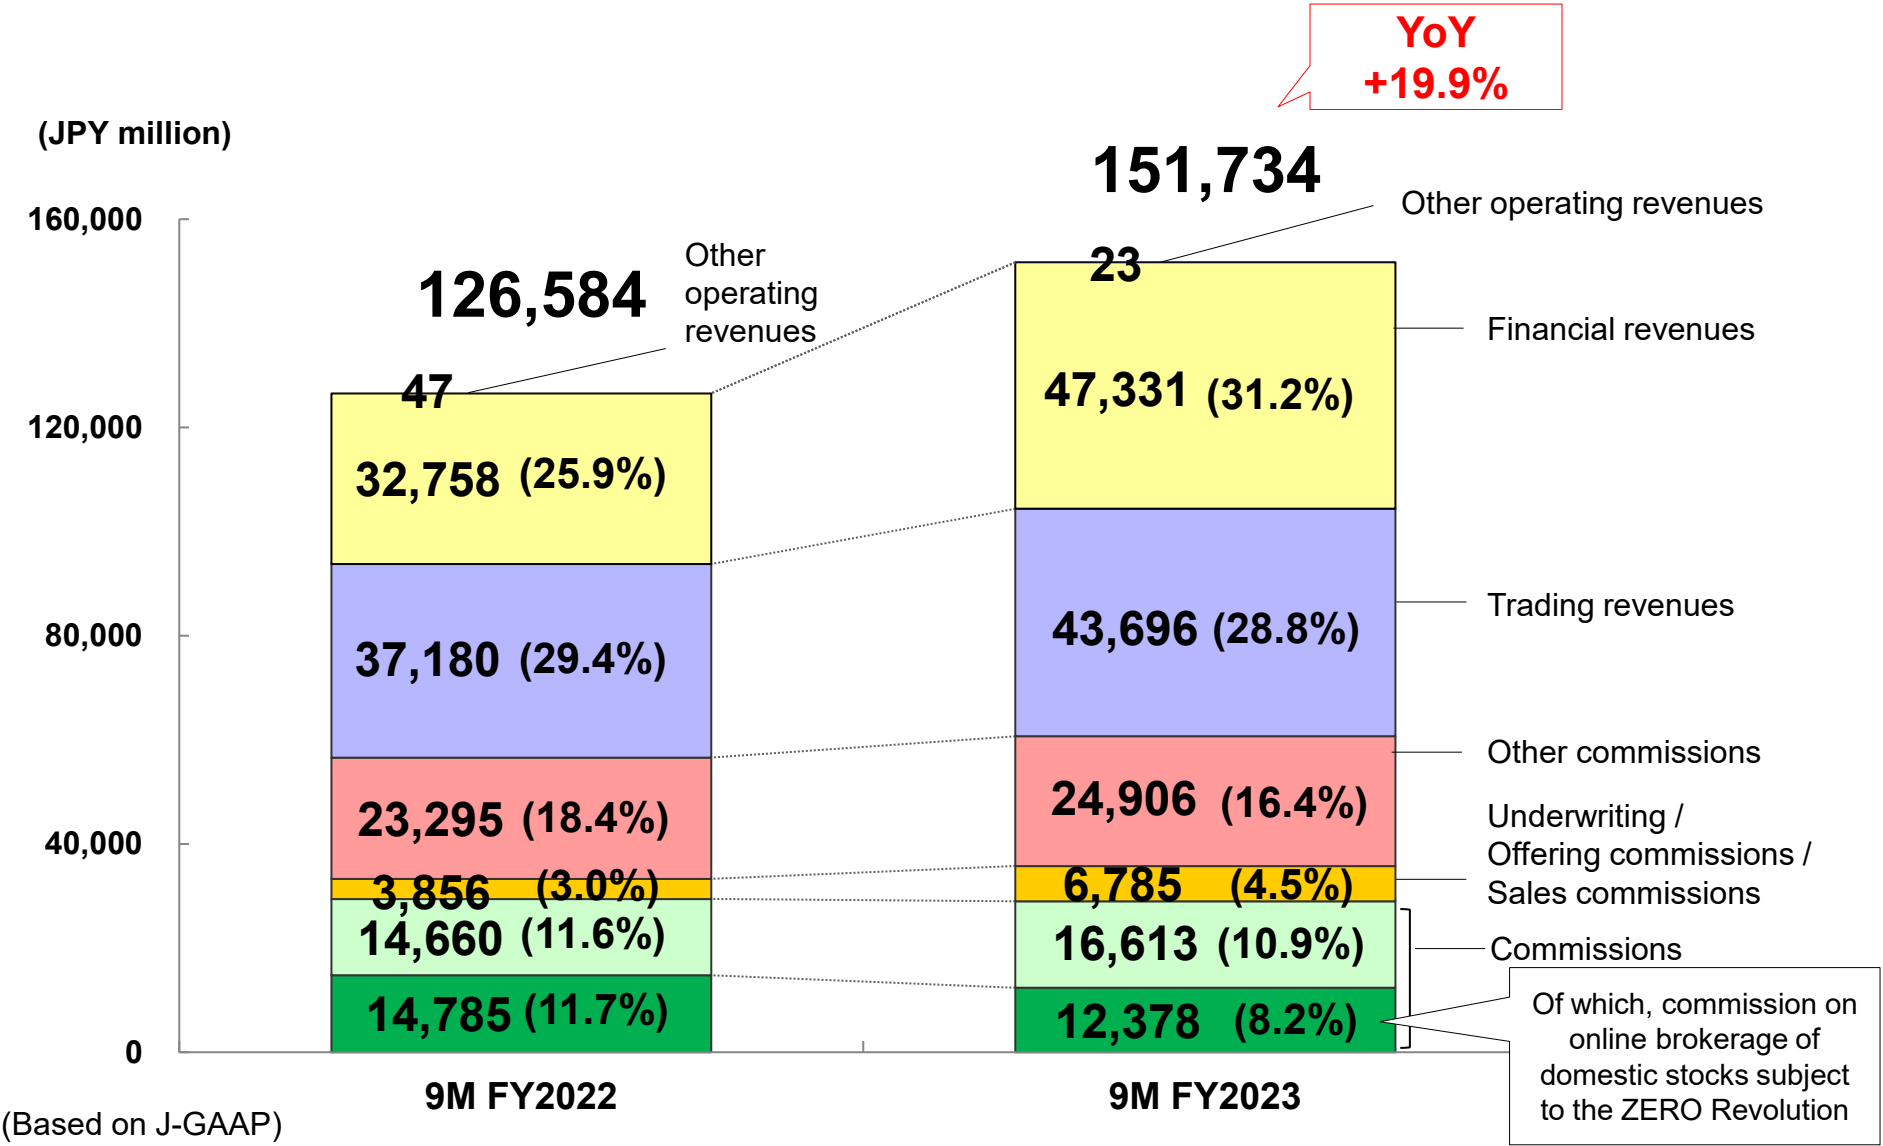 YoY
+19.9%
(JPY million)
151,734
Other operating revenues
160,000
Other
operating
revenues
126,584
23
Financial revenues
47
47,331 (31.2%)
120,000
32,758 (25.9%)
Trading revenues
80,000
37,180 (29.4%)
43,696 (28.8%)
Other commissions
23,295 (18.4%)
24,906 (16.4%)
Underwriting /
Offering commissions /
Sales commissions
40,000
3,856 (3.0%)
6,785 (4.5%)
14,660 (11.6%)
16,613 (10.9%)
Commissions
14,785 (11.7%)
12,378 (8.2%)
Of which, commission on
online brokerage of
domestic stocks subject
to the ZERO Revolution
0
9M FY2022
9M FY2023
(Based on J-GAAP)